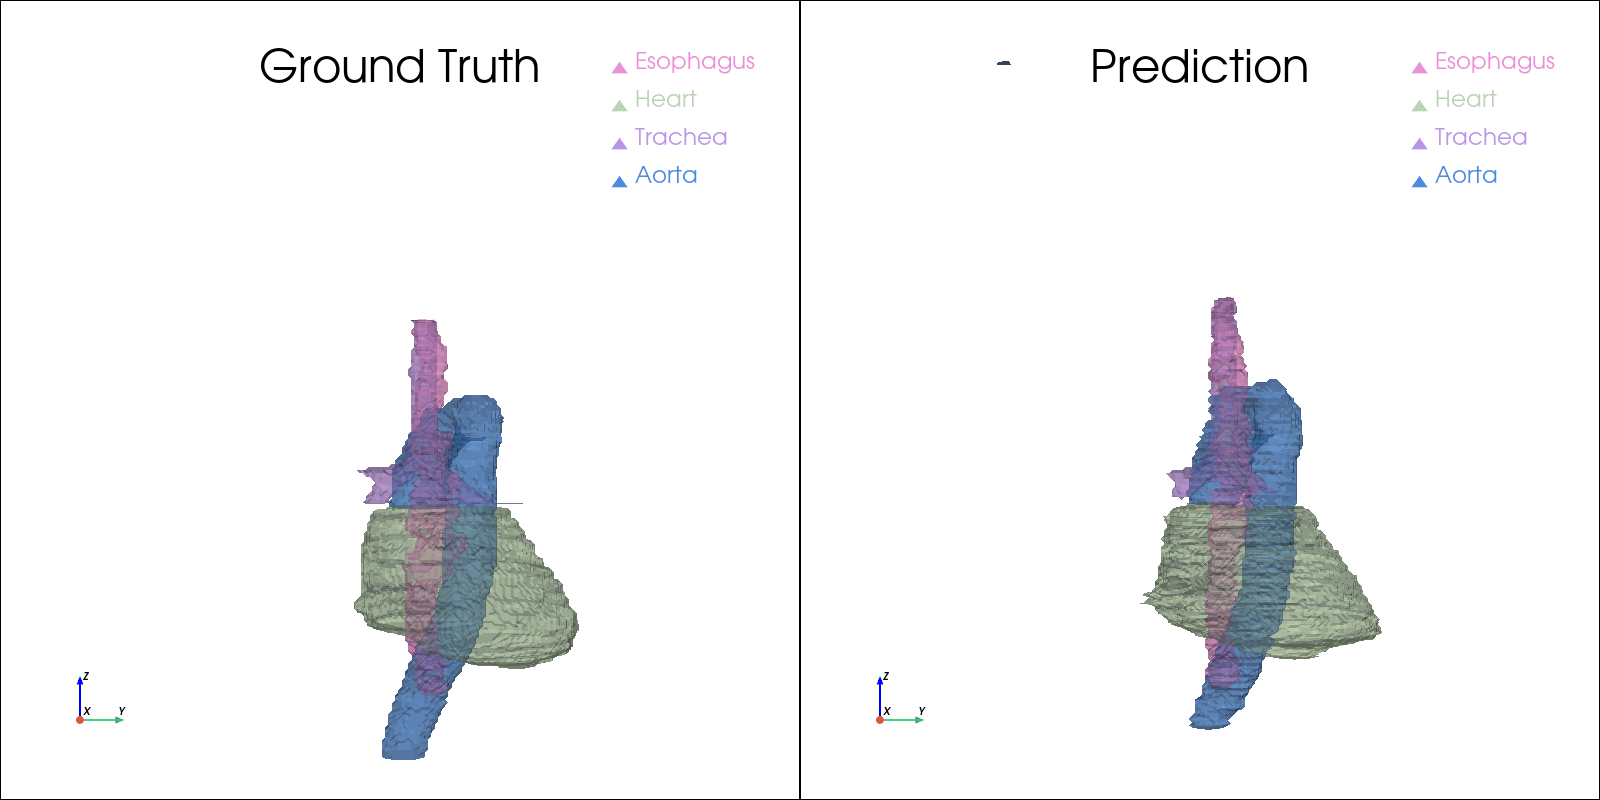 Ground Truth
Esophagus
Heart
Trachea
Aorta
Z
X Y
Prediction
Esophagus
Heart
Trachea
Aorta
Z
X Y